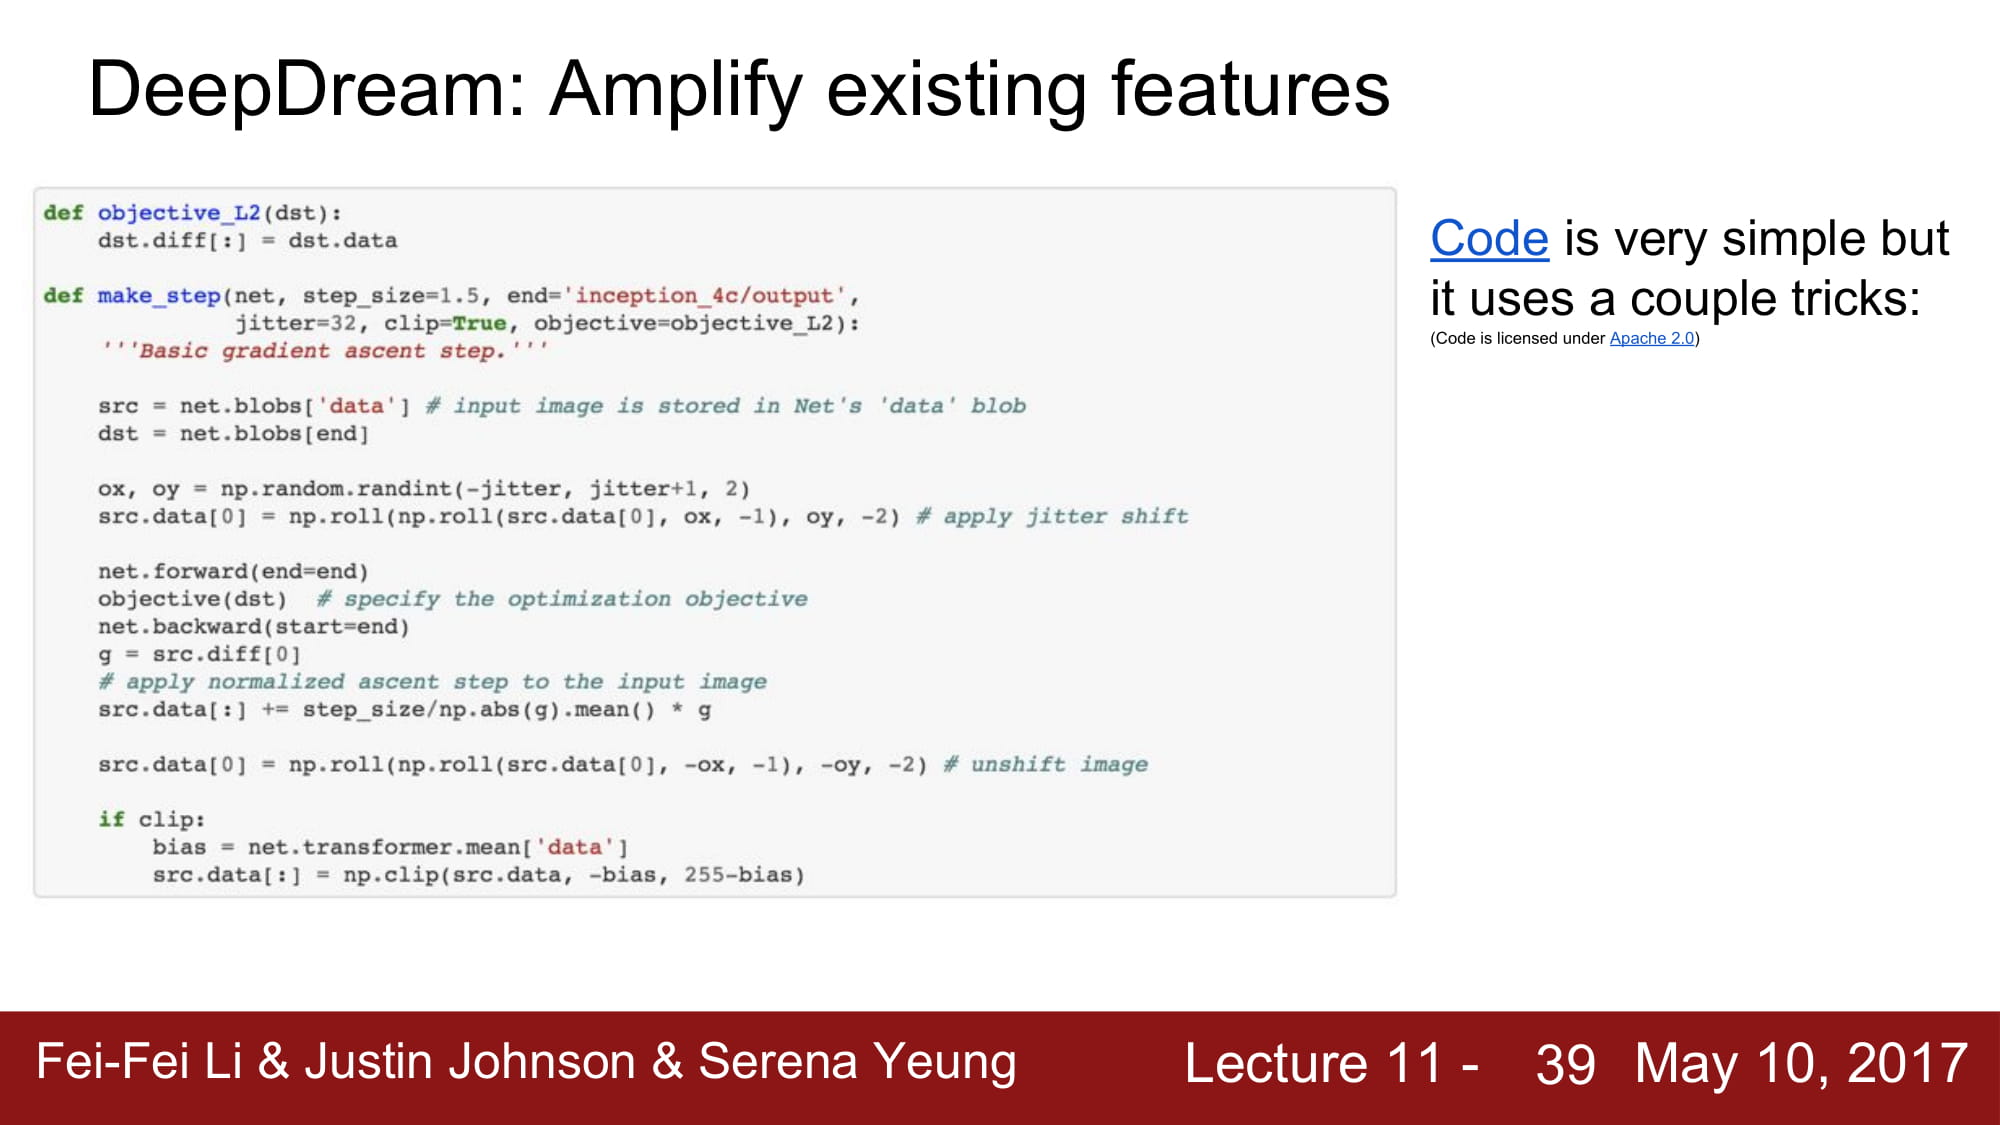 DeepDream: Amplify existing features
def objective_L2(dst):
    dst.diff[:] = dst.data
def make_step(net, step_size=1.5, end='inception_4c/output',
              jitter=32, clip=True, objective=objective_L2):
    '''Basic gradient ascent step.'''
    src = net.blobs['data'] # input image is stored in Net's 'data' blob
    dst = net.blobs[end]
    ox, oy = np.random.randint(-jitter, jitter+1, 2)
    src.data[0] = np.roll(np.roll(src.data[0], ox, -1), oy, -2) # apply jitter shift
    net.forward(end=end)
    objective(dst)  # specify the optimization objective
    net.backward(start=end)
    g = src.diff[0]
    # apply normalized ascent step to the input image
    src.data[:] += step_size/np.abs(g).mean() * g
    src.data[0] = np.roll(np.roll(src.data[0], -ox, -1), -oy, -2) # unshift image
    if clip:
        bias = net.transformer.mean['data']
        src.data[:] = np.clip(src.data, -bias, 255-bias)
Code is very simple but
it uses a couple tricks:
(Code is licensed under Apache 2.0)
Fei-Fei Li & Justin Johnson & Serena Yeung
Lecture 11 - 39 May 10, 2017